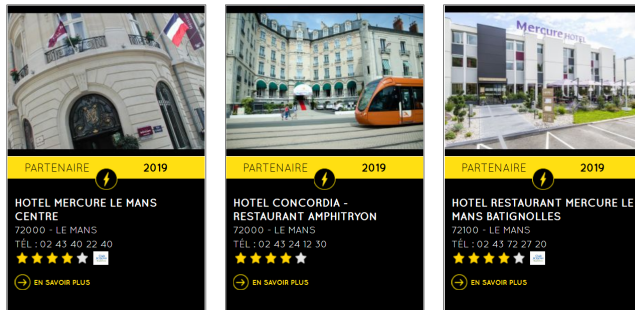 Mercure HOTEL
PARTENAIRE 2019
HOTEL MERCURE LE MANS
CENTRE
72000 - LE MANS
TÉL : 02 43 40 22 40
EN SAVOIR PLUS
PARTENAIRE 2019
HOTEL CONCORDIA -
RESTAURANT AMPHITRYON
72000 - LE MANS
TÉL : 02 43 24 12 30
EN SAVOIR PLUS
PARTENAIRE 2019
HOTEL RESTAURANT MERCURE LE
MANS BATIGNOLLES
72100 - LE MANS
TÉL : 02 43 72 27 20
EN SAVOIR PLUS